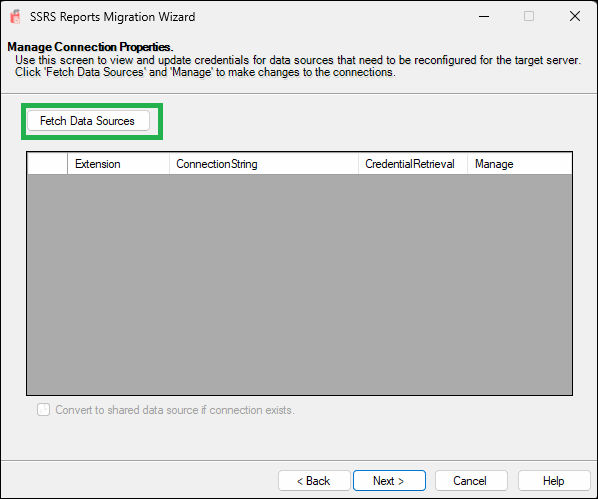 SSRS Reports Migration Wizard
Manage Connection Properties.
Use this screen to view and update credentials for data sources that need to be reconfigured for the target server.
Click 'Fetch Data Sources' and 'Manage' to make changes to the connections.
Fetch Data Sources
Extension ConnectionString CredentialRetrieval Manage
Convert to shared data source if connection exists.
< Back Next > Cancel Help